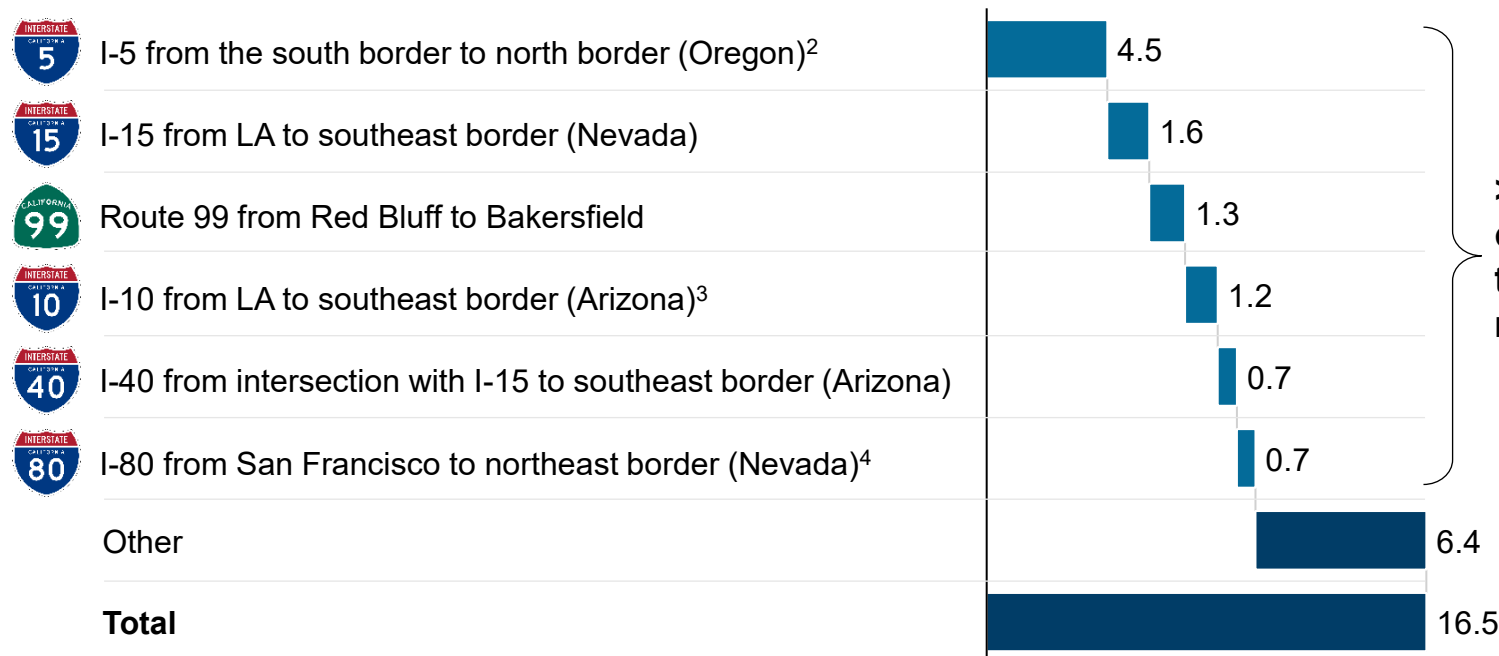 INTERSTATE
CALIFORNIA
5
I-5 from the south border to north border (Oregon)²
4.5
INTERSTATE
CALIFORNIA
15
I-15 from LA to southeast border (Nevada)
1.6
CALIFORNIA
99
Route 99 from Red Bluff to Bakersfield
1.3
INTERSTATE
CALIFORNIA
10
I-10 from LA to southeast border (Arizona)³
1.2
INTERSTATE
CALIFORNIA
40
I-40 from intersection with I-15 to southeast border (Arizona)
0.7
INTERSTATE
CALIFORNIA
80
I-80 from San Francisco to northeast border (Nevada)⁴
0.7
Other
6.4
Total
16.5